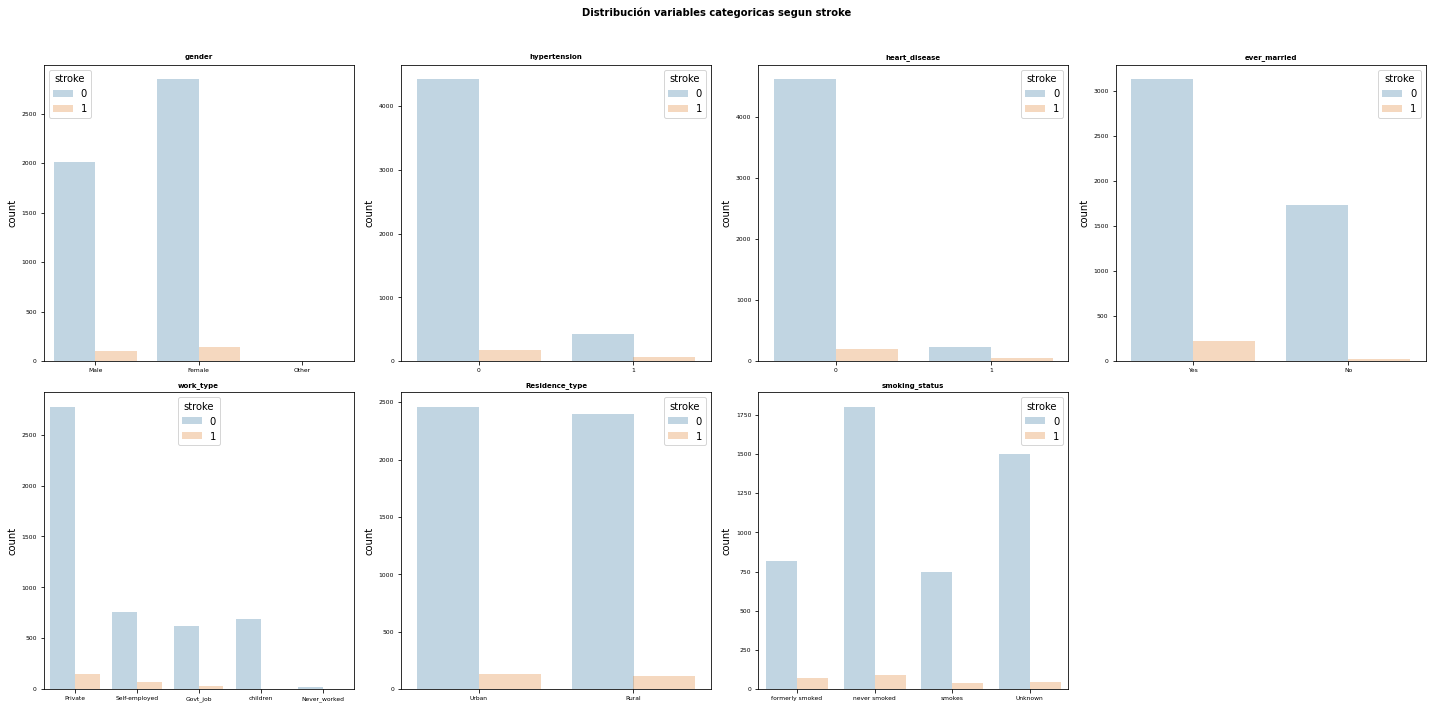 Distribución variables categoricas segun stroke
gender
stroke
0
1
count
2500
2000
1500
1000
500
0
Male Female Other
hypertension
stroke
0
1
count
4000
3000
2000
1000
0
0 1
heart_disease
stroke
0
1
count
4000
3000
2000
1000
0
0 1
ever_married
stroke
0
1
count
3000
2500
2000
1500
1000
500
0
Yes No
work_type
stroke
0
1
count
2500
2000
1500
1000
500
0
Private Self-employed Govt_job children Never_worked
Residence_type
stroke
0
1
count
2500
2000
1500
1000
500
0
Urban Rural
smoking_status
stroke
0
1
count
1750
1500
1250
1000
750
500
250
0
formerly smoked never smoked smokes Unknown